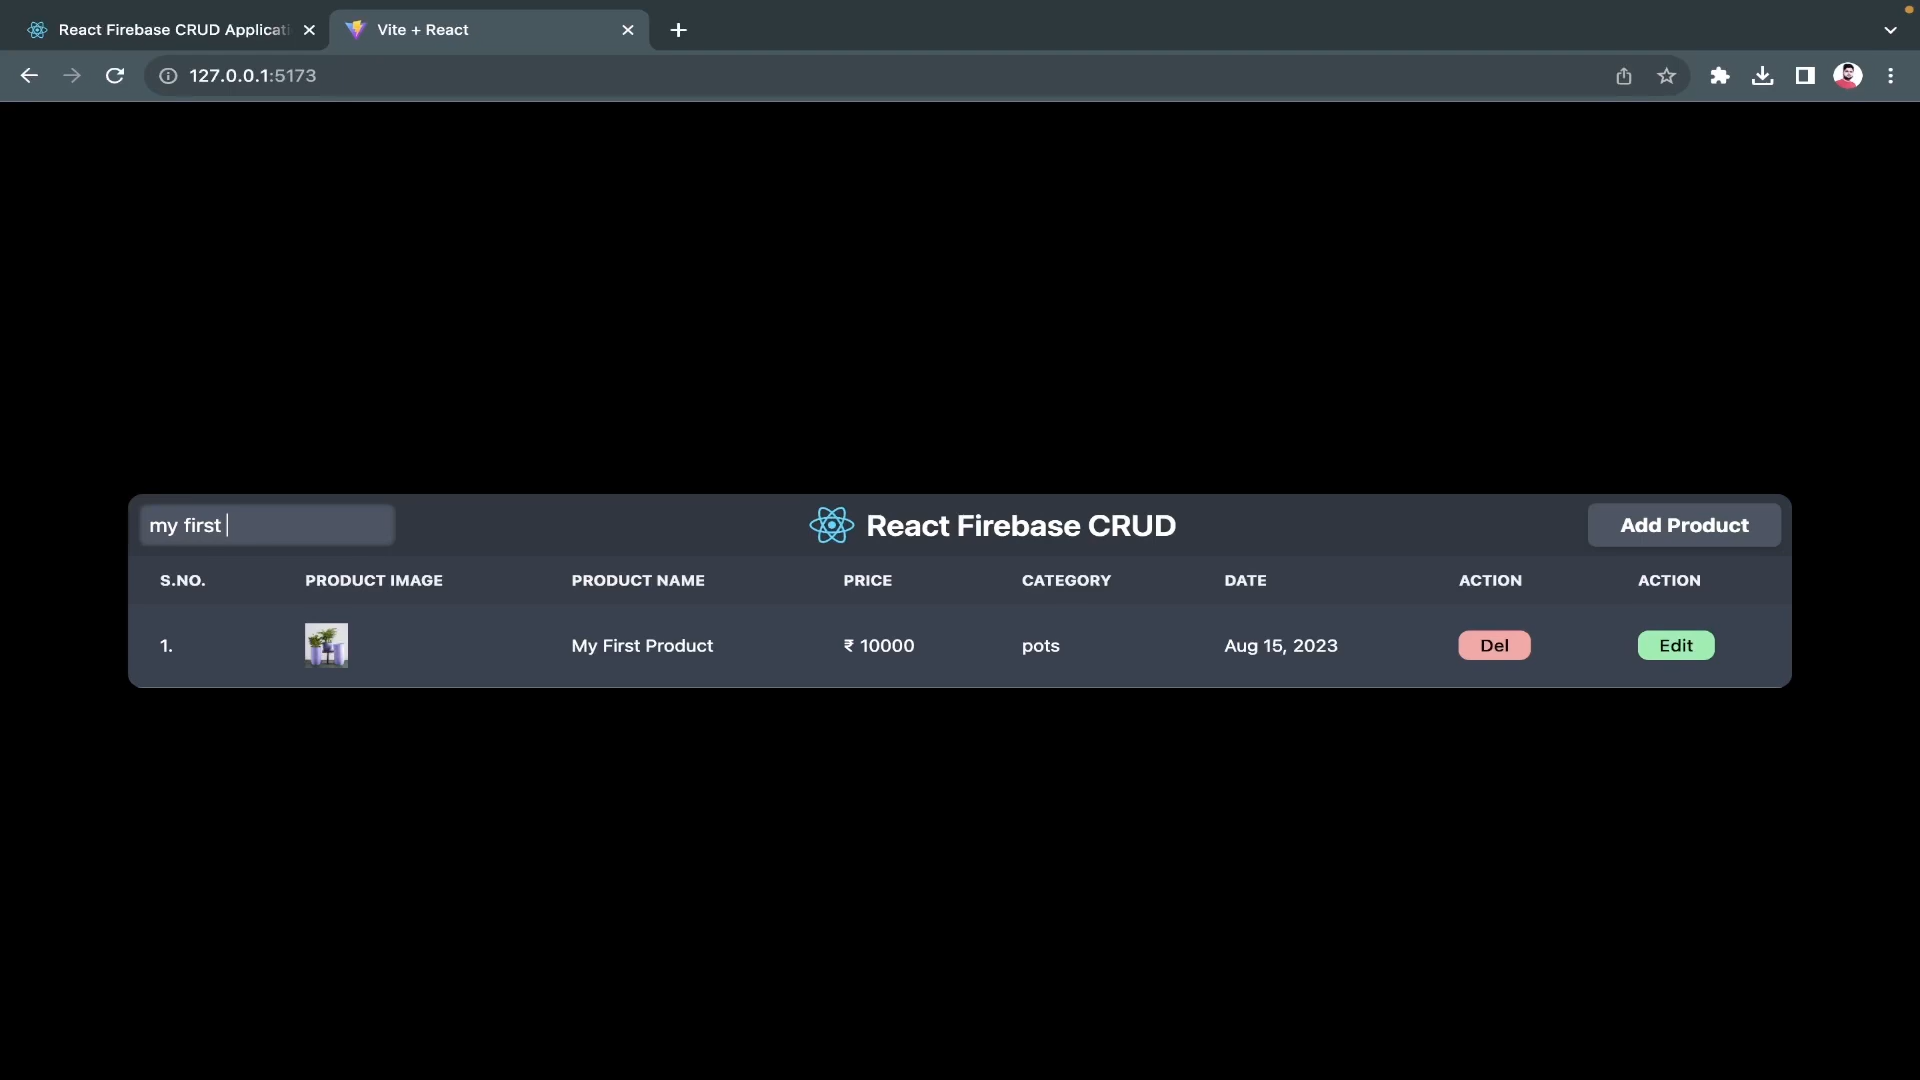 React Firebase CRUD Applicati
Vite + React
127.0.0.1:5173
my first
React Firebase CRUD
Add Product
S.NO. PRODUCT IMAGE PRODUCT NAME PRICE CATEGORY DATE ACTION ACTION
1. My First Product ₹ 10000 pots Aug 15, 2023 Del Edit